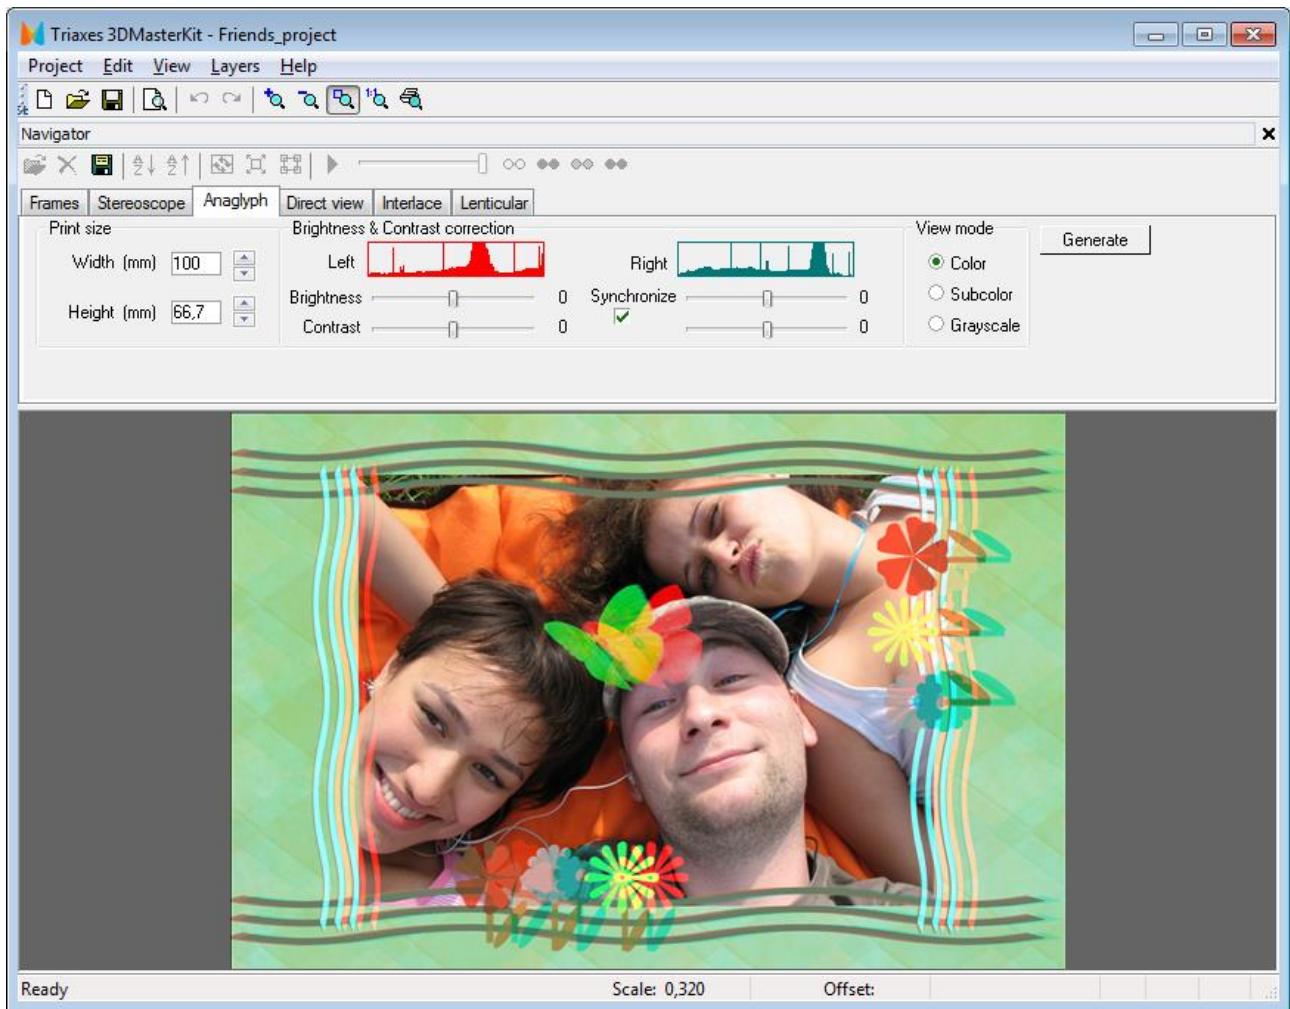 Triaxes 3DMasterKit - Friends_project
Project Edit View Layers Help
Navigator
Frames Stereoscope Anaglyph Direct view Interlace Lenticular
Print size Brightness & Contrast correction View mode
Generate
Left Right Color
Width (mm) 100
Brightness 0 Synchronize 0 Subcolor
Height (mm) 66,7
Contrast 0 0 Grayscale
Ready Scale: 0,320 Offset: